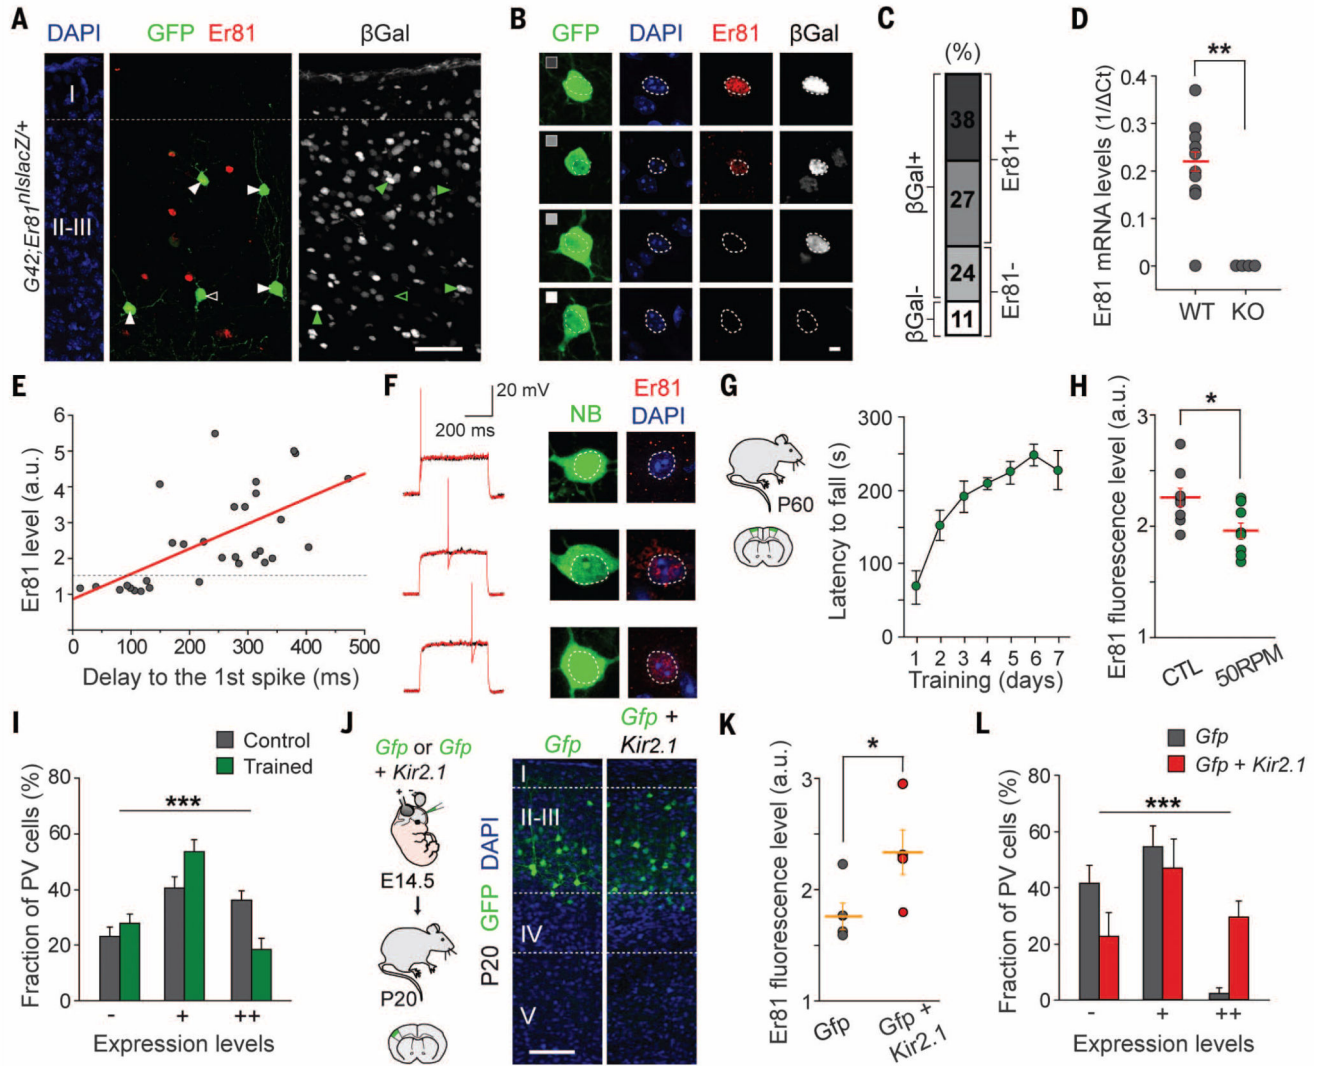 A
DAPI
GFP Er81
βGal
G42;Er81nlslacZ/+
I
II-III
B
GFP
DAPI
Er81
βGal
C
(%)
βGal+
βGal-
38
27
24
11
Er81+
Er81-
D
**
Er81 mRNA levels (1/ΔCt)
0.4
0.3
0.2
0.1
0
WT
KO
E
Er81 level (a.u.)
6
5
4
3
2
1
0
100
200
300
400
500
Delay to the 1st spike (ms)
F
20 mV
200 ms
NB
Er81
DAPI
G
P60
Latency to fall (s)
300
200
100
0
1 2 3 4 5 6 7
Training (days)
H
*
Er81 fluorescence level (a.u.)
3
2
1
CTL
50RPM
I
Control
Trained
***
Fraction of PV cells (%)
80
60
40
20
0
-
+
++
Expression levels
J
Gfp or Gfp
+ Kir2.1
+ -
E14.5
P20
Gfp
Gfp +
Kir2.1
P20 GFP DAPI
I
II-III
IV
V
K
*
Er81 fluorescence level (a.u.)
3
2
1
Gfp
Gfp +
Kir2.1
L
Gfp
Gfp + Kir2.1
***
Fraction of PV cells (%)
80
60
40
20
0
-
+
++
Expression levels